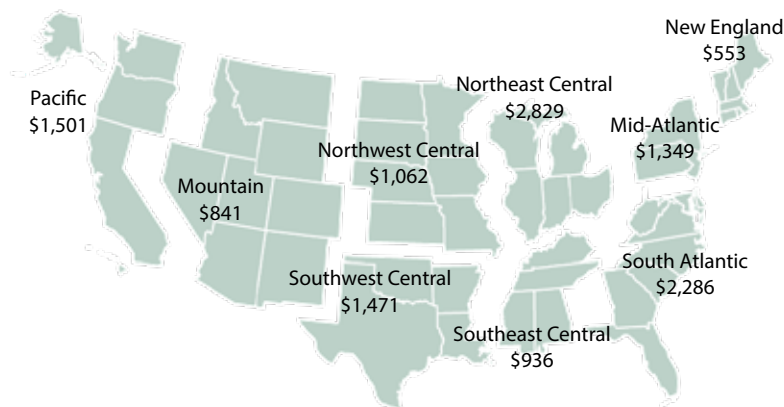 New England
$553
Northeast Central
$2,829
Pacific
$1,501
Mid-Atlantic
$1,349
Northwest Central
$1,062
Mountain
$841
South Atlantic
$2,286
Southwest Central
$1,471
Southeast Central
$936